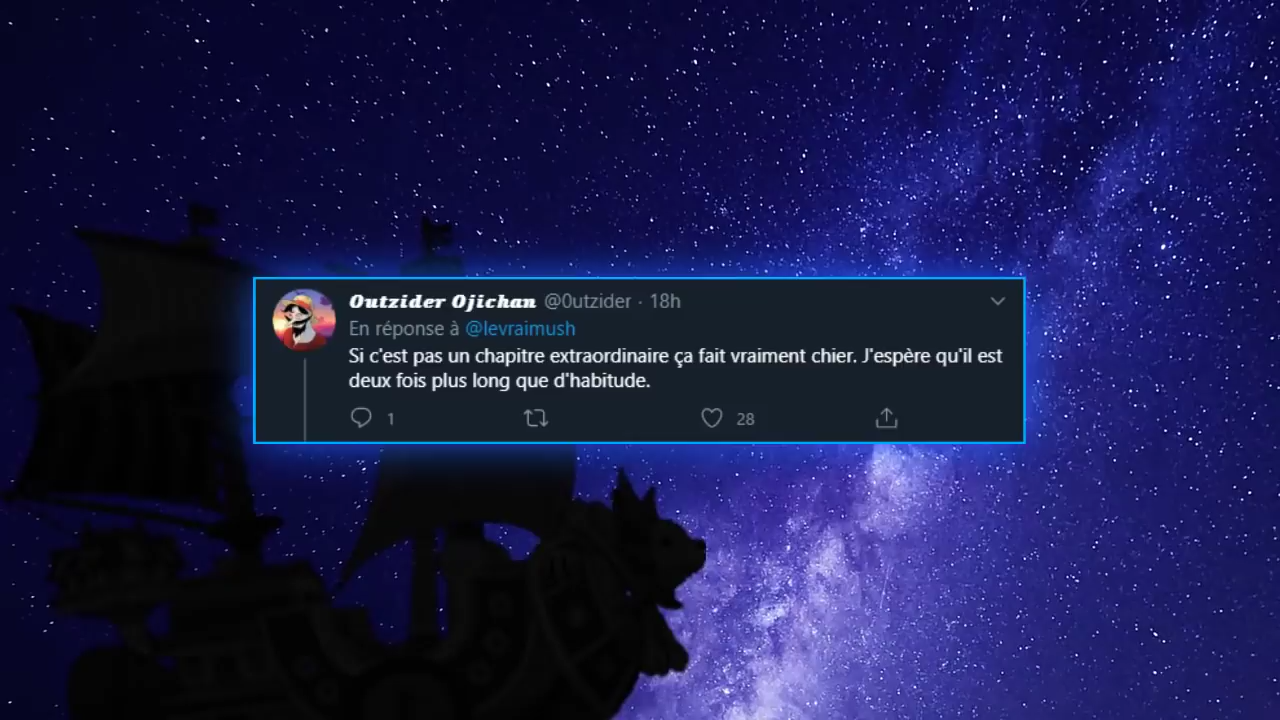 Outzider Ojichan @0utzider · 18h
En réponse à @levraimush
Si c'est pas un chapitre extraordinaire ça fait vraiment chier. J'espère qu'il est
deux fois plus long que d'habitude.
1 28